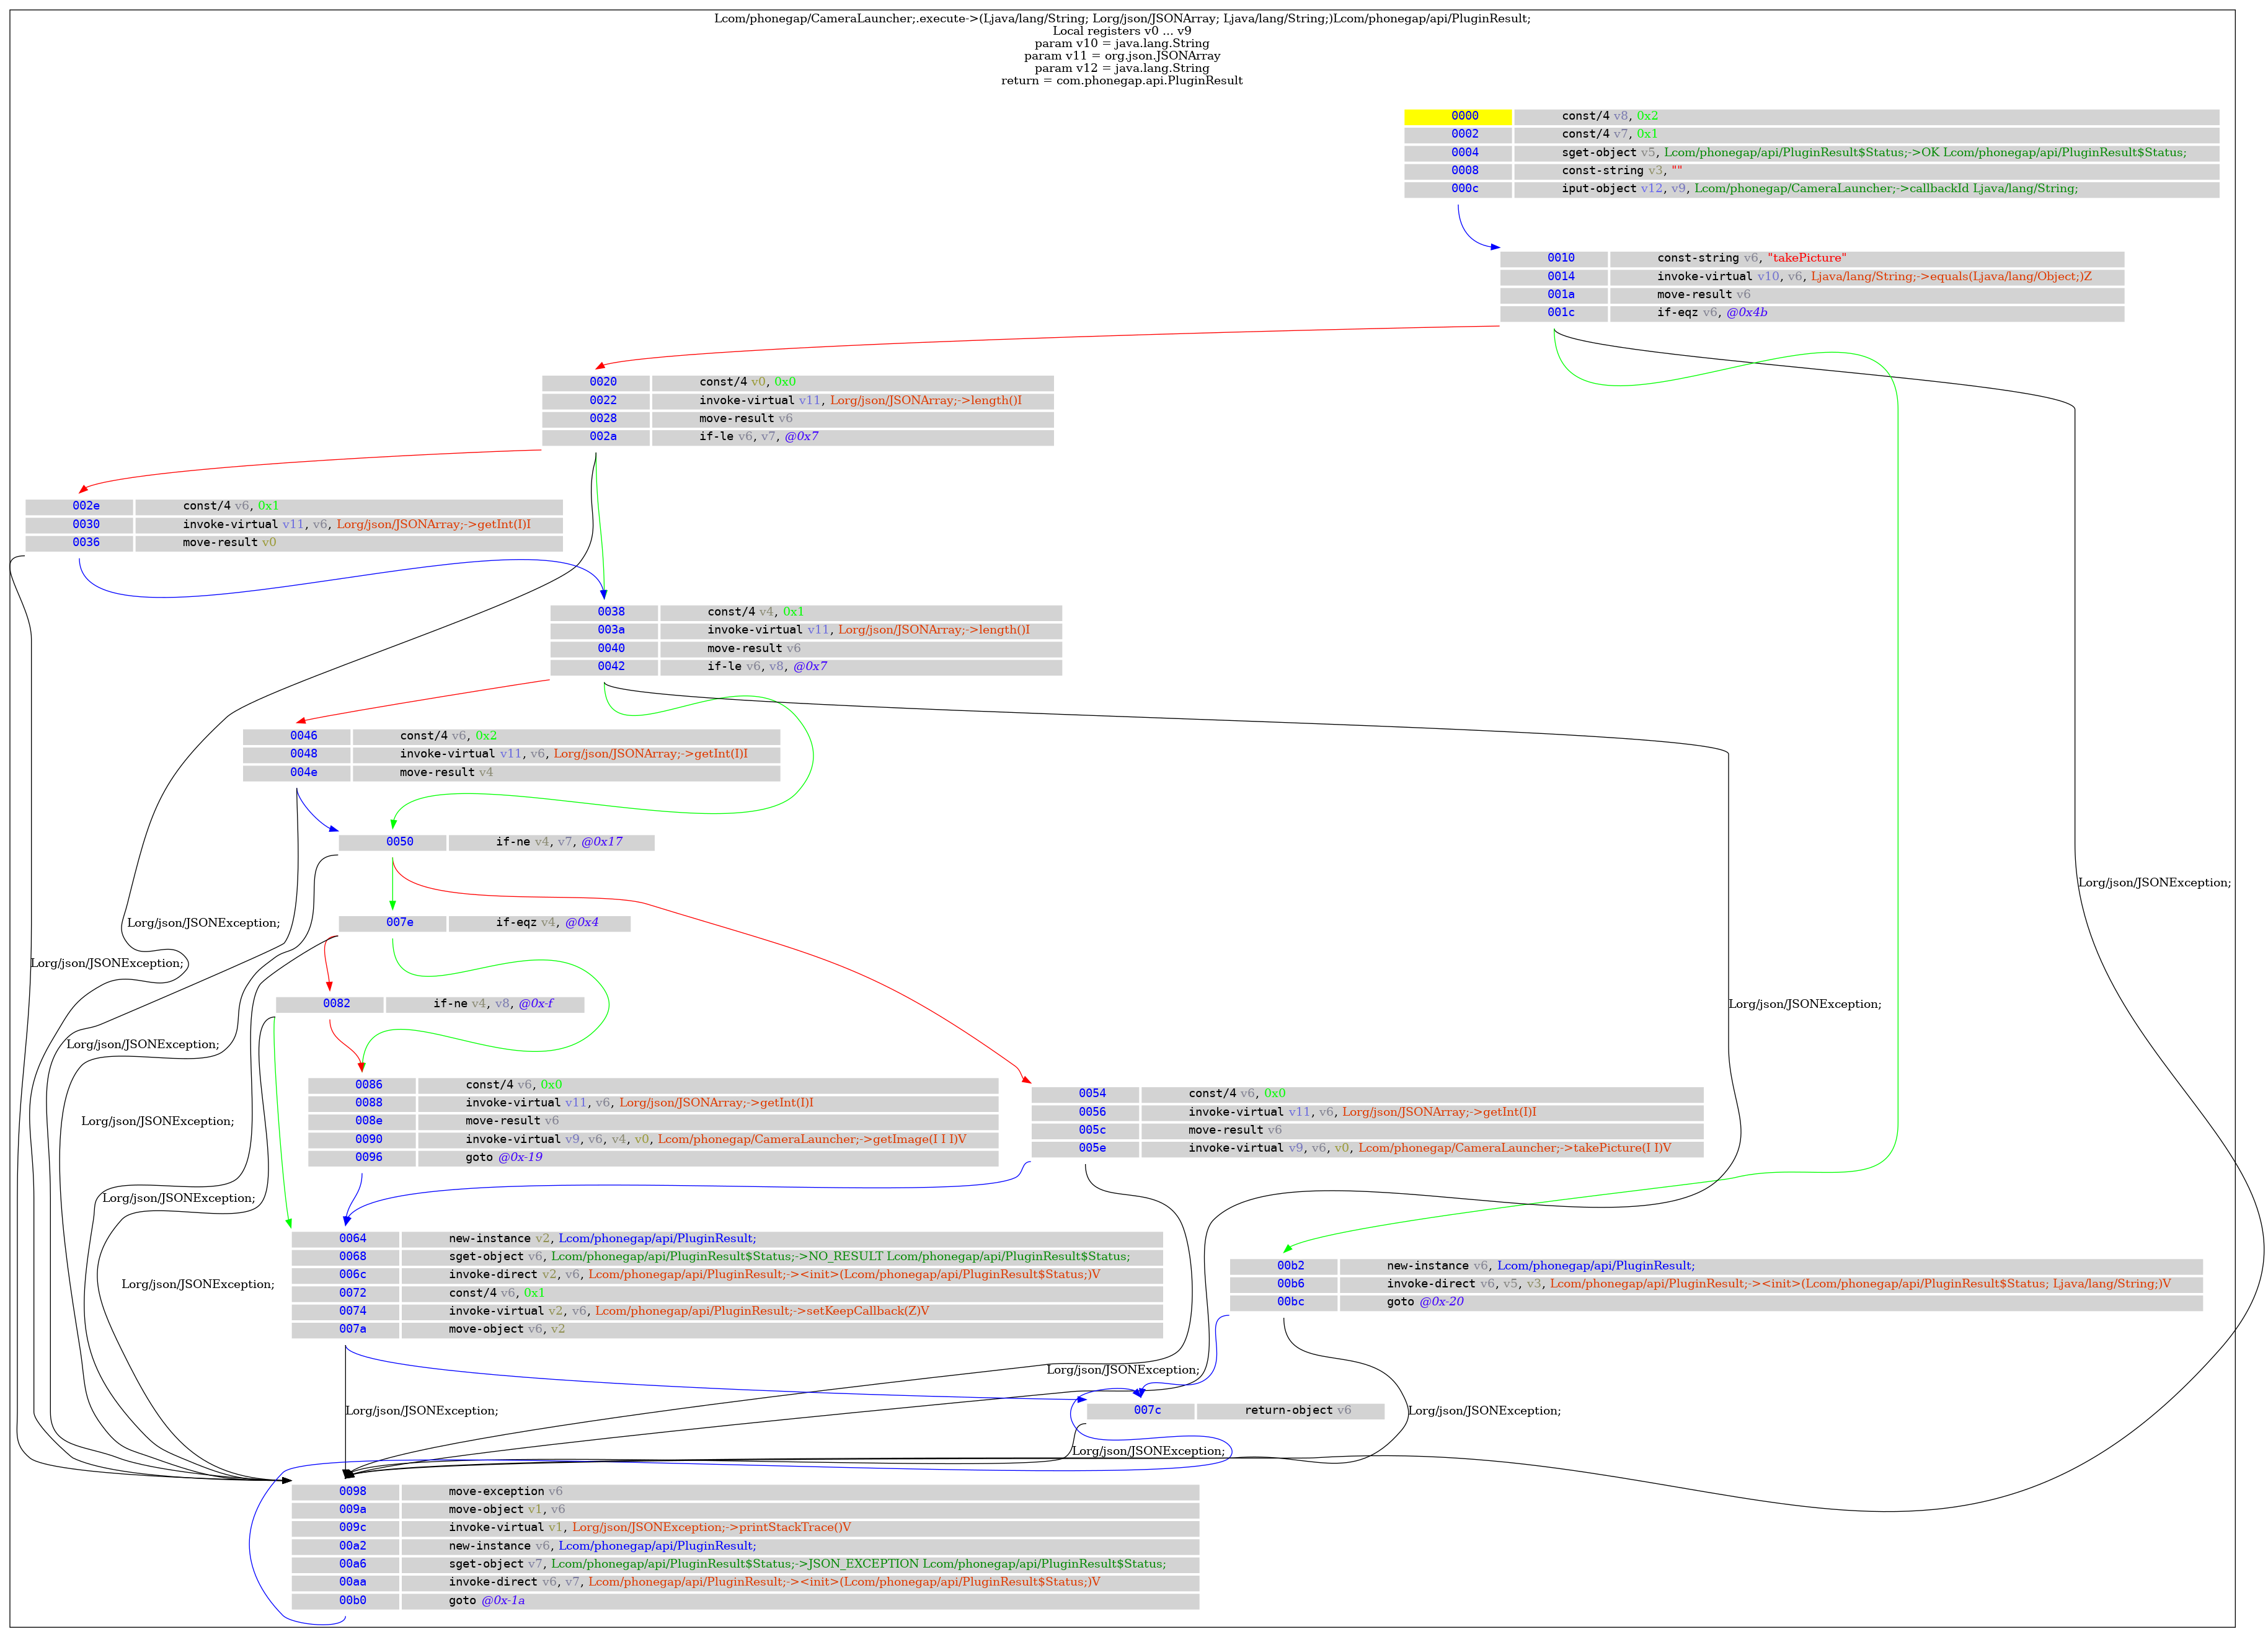 Lcom/phonegap/CameraLauncher;.execute->(Ljava/lang/String; Lorg/json/JSONArray; Ljava/lang/String;)Lcom/phonegap/api/PluginResult;
Local registers v0 ... v9
param v10 = java.lang.String
param v11 = org.json.JSONArray
param v12 = java.lang.String
return = com.phonegap.api.PluginResult
0000 const/4 v8, 0x2
0002 const/4 v7, 0x1
0004 sget-object v5, Lcom/phonegap/api/PluginResult$Status;->OK Lcom/phonegap/api/PluginResult$Status;
0008 const-string v3, ""
000c iput-object v12, v9, Lcom/phonegap/CameraLauncher;->callbackId Ljava/lang/String;
0010 const-string v6, "takePicture"
0014 invoke-virtual v10, v6, Ljava/lang/String;->equals(Ljava/lang/Object;)Z
001a move-result v6
001c if-eqz v6, @0x4b
0020 const/4 v0, 0x0
0022 invoke-virtual v11, Lorg/json/JSONArray;->length()I
0028 move-result v6
002a if-le v6, v7, @0x7
002e const/4 v6, 0x1
0030 invoke-virtual v11, v6, Lorg/json/JSONArray;->getInt(I)I
0036 move-result v0
0038 const/4 v4, 0x1
003a invoke-virtual v11, Lorg/json/JSONArray;->length()I
0040 move-result v6
0042 if-le v6, v8, @0x7
0046 const/4 v6, 0x2
0048 invoke-virtual v11, v6, Lorg/json/JSONArray;->getInt(I)I
004e move-result v4
0050 if-ne v4, v7, @0x17
Lorg/json/JSONException;
007e if-eqz v4, @0x4
Lorg/json/JSONException;
Lorg/json/JSONException;
0082 if-ne v4, v8, @0x-f
Lorg/json/JSONException;
Lorg/json/JSONException;
0086 const/4 v6, 0x0
0088 invoke-virtual v11, v6, Lorg/json/JSONArray;->getInt(I)I
008e move-result v6
0090 invoke-virtual v9, v6, v4, v0, Lcom/phonegap/CameraLauncher;->getImage(I I I)V
0096 goto @0x-19
0054 const/4 v6, 0x0
0056 invoke-virtual v11, v6, Lorg/json/JSONArray;->getInt(I)I
005c move-result v6
005e invoke-virtual v9, v6, v0, Lcom/phonegap/CameraLauncher;->takePicture(I I)V
Lorg/json/JSONException;
Lorg/json/JSONException;
Lorg/json/JSONException;
0064 new-instance v2, Lcom/phonegap/api/PluginResult;
0068 sget-object v6, Lcom/phonegap/api/PluginResult$Status;->NO_RESULT Lcom/phonegap/api/PluginResult$Status;
006c invoke-direct v2, v6, Lcom/phonegap/api/PluginResult;-><init>(Lcom/phonegap/api/PluginResult$Status;)V
0072 const/4 v6, 0x1
0074 invoke-virtual v2, v6, Lcom/phonegap/api/PluginResult;->setKeepCallback(Z)V
007a move-object v6, v2
00b2 new-instance v6, Lcom/phonegap/api/PluginResult;
00b6 invoke-direct v6, v5, v3, Lcom/phonegap/api/PluginResult;-><init>(Lcom/phonegap/api/PluginResult$Status; Ljava/lang/String;)V
00bc goto @0x-20
Lorg/json/JSONException;
Lorg/json/JSONException;
007c return-object v6
Lorg/json/JSONException;
Lorg/json/JSONException;
0098 move-exception v6
009a move-object v1, v6
009c invoke-virtual v1, Lorg/json/JSONException;->printStackTrace()V
00a2 new-instance v6, Lcom/phonegap/api/PluginResult;
00a6 sget-object v7, Lcom/phonegap/api/PluginResult$Status;->JSON_EXCEPTION Lcom/phonegap/api/PluginResult$Status;
00aa invoke-direct v6, v7, Lcom/phonegap/api/PluginResult;-><init>(Lcom/phonegap/api/PluginResult$Status;)V
00b0 goto @0x-1a